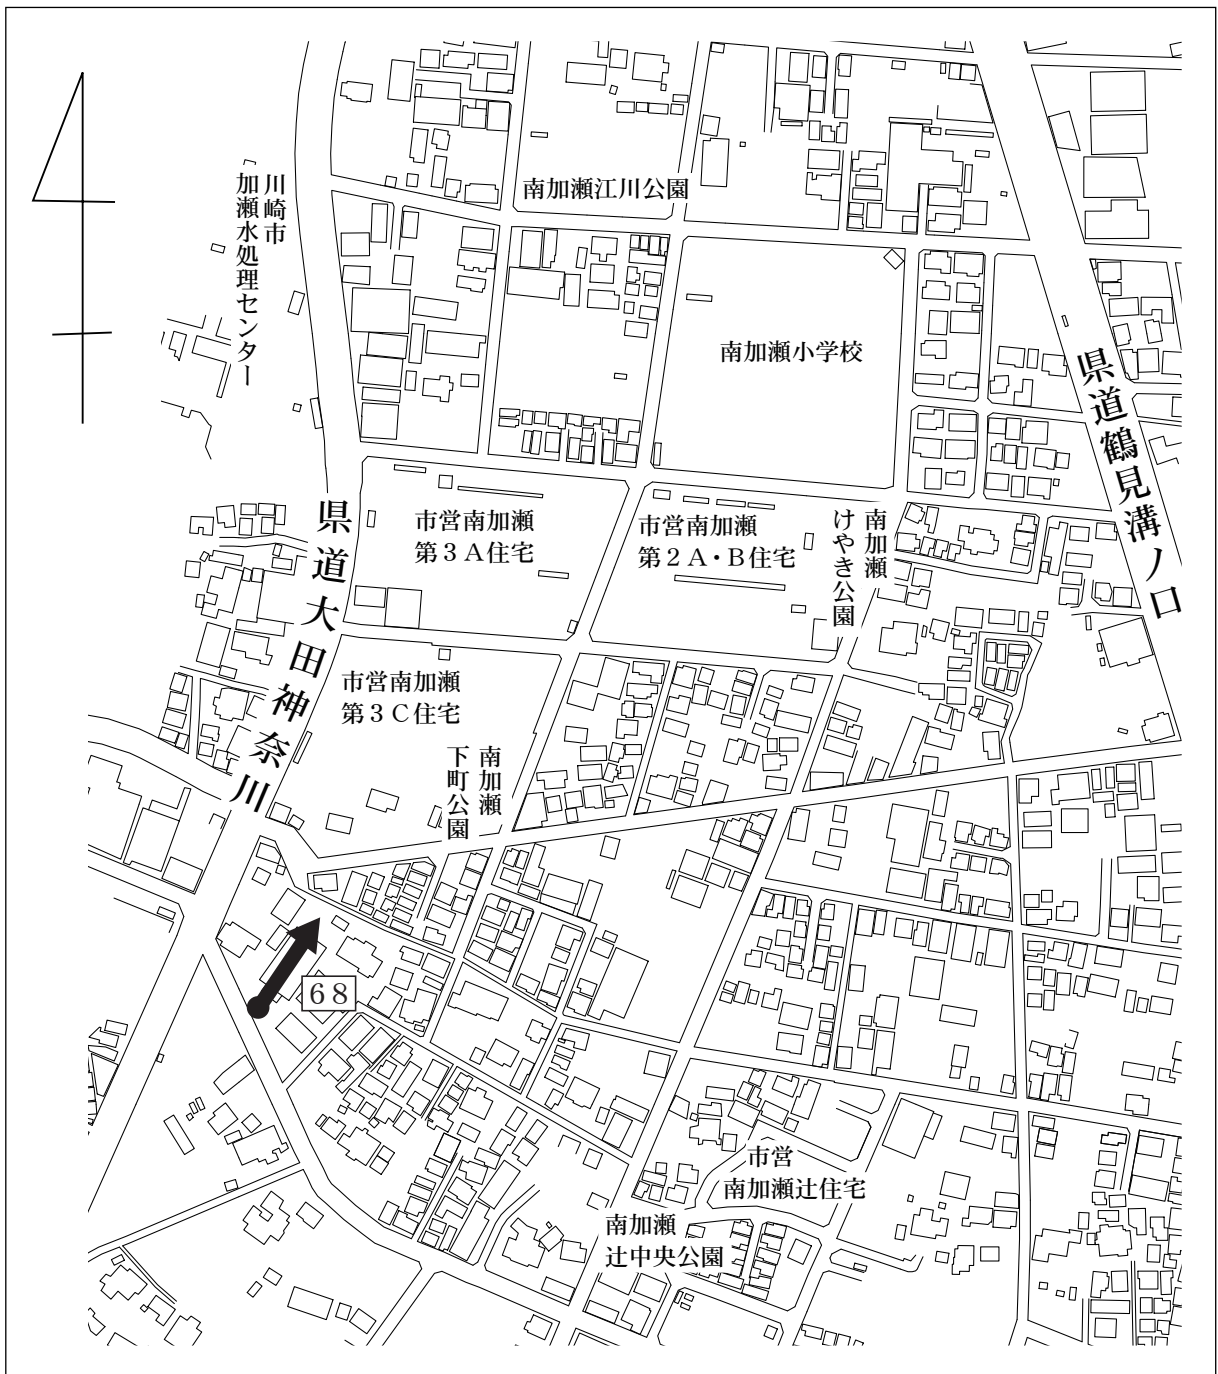 南加瀬江川公園
川崎市
加瀬水処理センター
南加瀬小学校
県道鶴見溝ノ口
県道大田神奈川
市営南加瀬
第３Ａ住宅
市営南加瀬
第２Ａ・Ｂ住宅
南加瀬
けやき公園
市営南加瀬
第３Ｃ住宅
南加瀬
下町公園
６８
市営
南加瀬辻住宅
南加瀬
辻中央公園